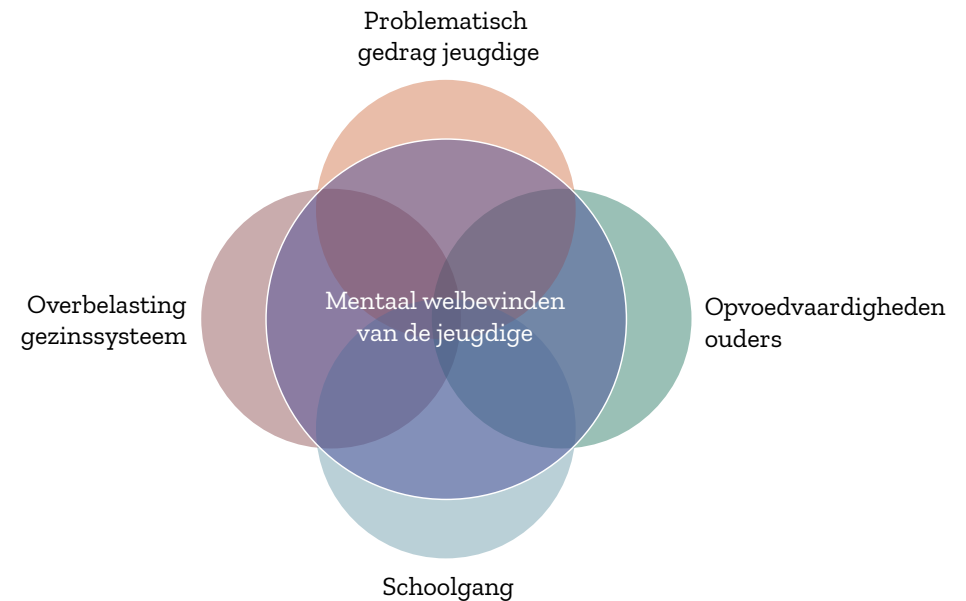 Problematisch
gedrag jeugdige
Overbelasting
gezinssysteem
Mentaal welbevinden
van de jeugdige
Opvoedvaardigheden
ouders
Schoolgang